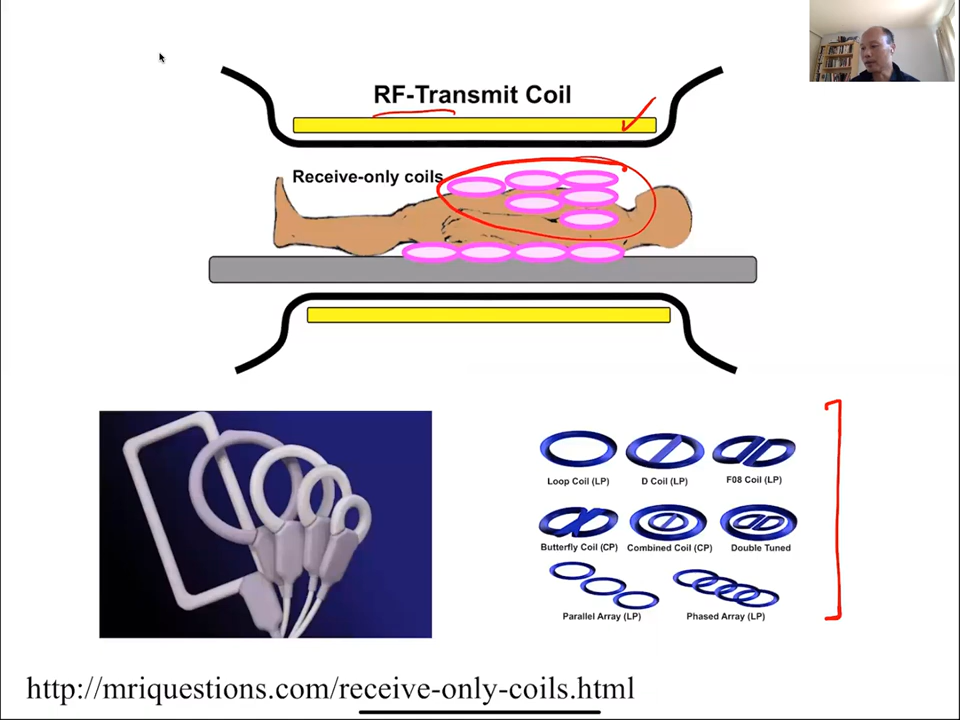 RF-Transmit Coil
Receive-only coils
Loop Coil (LP)
D Coil (LP)
F08 Coil (LP)
Butterfly Coil (CP)
Combined Coil (CP)
Double Tuned
Parallel Array (LP)
Phased Array (LP)
http://mriquestions.com/receive-only-coils.html